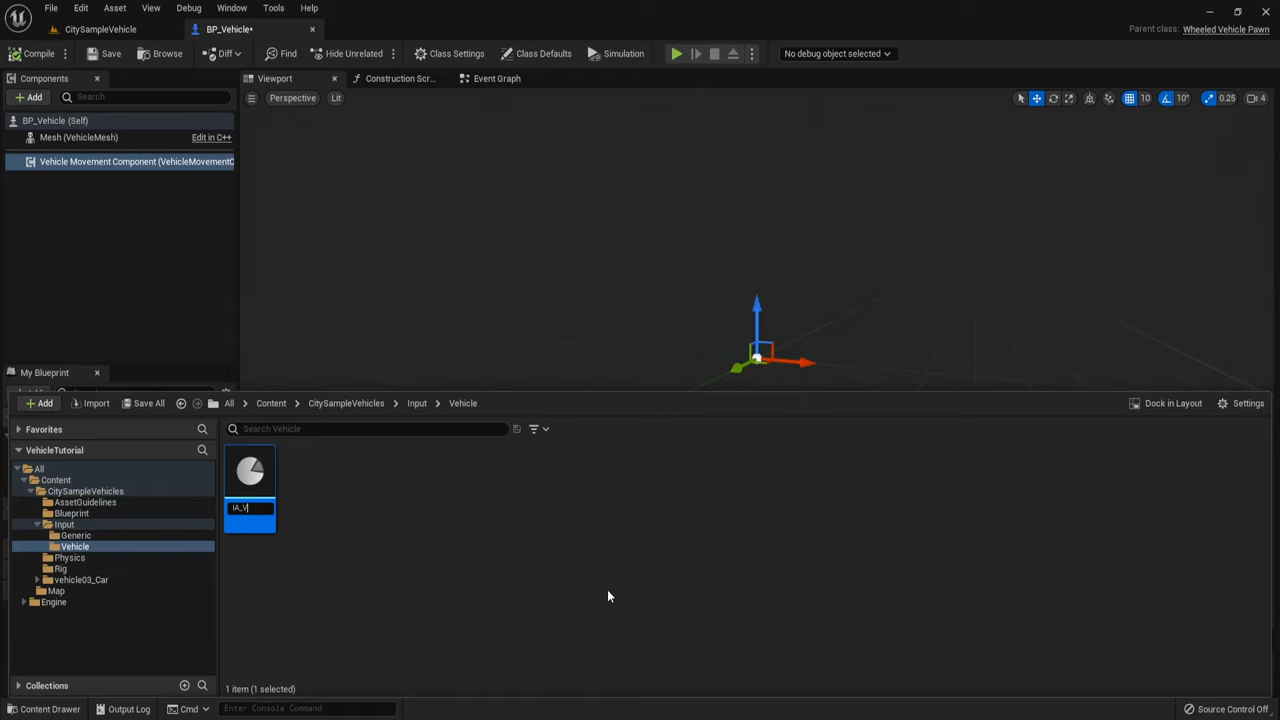 File Edit Asset View Debug Window Tools Help
CitySampleVehicle BP_Vehicle• Parent class: Wheeled Vehicle Pawn
Compile Save Browse Diff Find Hide Unrelated Class Settings Class Defaults Simulation No debug object selected
Components Viewport Construction Scr... Event Graph
Add Search Perspective Lit 10 10° 0.25 4
BP_Vehicle (Self)
Mesh (VehicleMesh) Edit in C++
Vehicle Movement Component (VehicleMovementC
My Blueprint
Add Import Save All All Content CitySampleVehicles Input Vehicle Dock in Layout Settings
Favorites Search Vehicle
VehicleTutorial
All
Content
CitySampleVehicles
AssetGuidelines
Blueprint
IA_V
Input
Generic
Vehicle
Physics
Rig
vehicle03_Car
Map
Engine
Collections 1 item (1 selected)
Content Drawer Output Log Cmd Enter Console Command Source Control Off